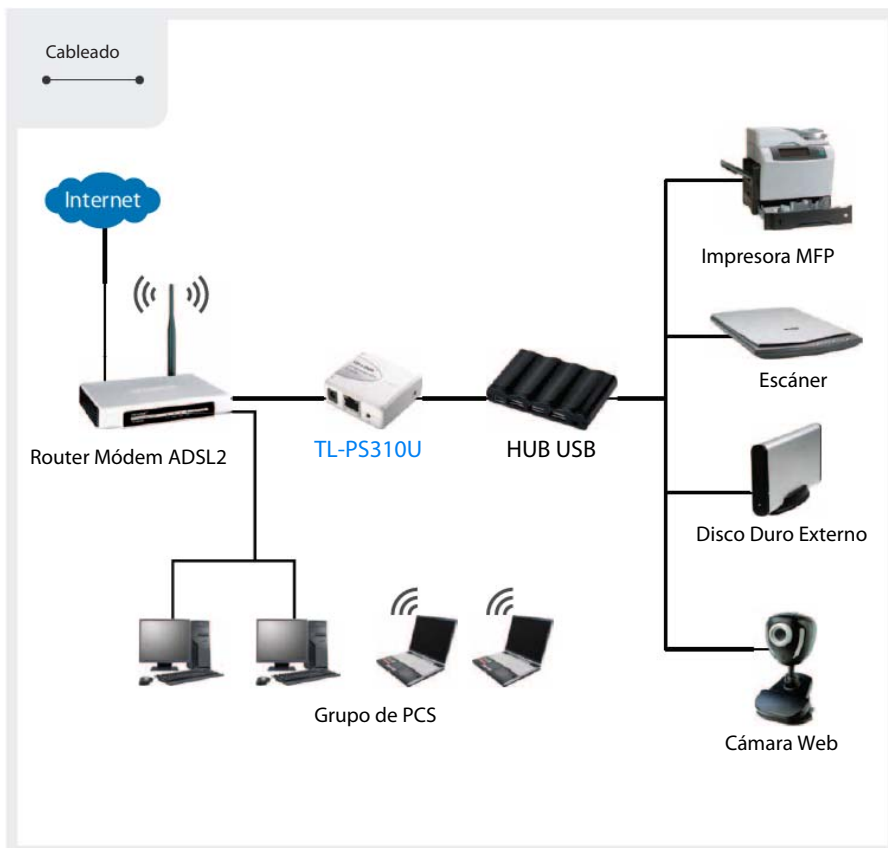 Cableado
Internet
Impresora MFP
Escáner
Router Módem ADSL2
TL-PS310U
HUB USB
Disco Duro Externo
Grupo de PCS
Cámara Web